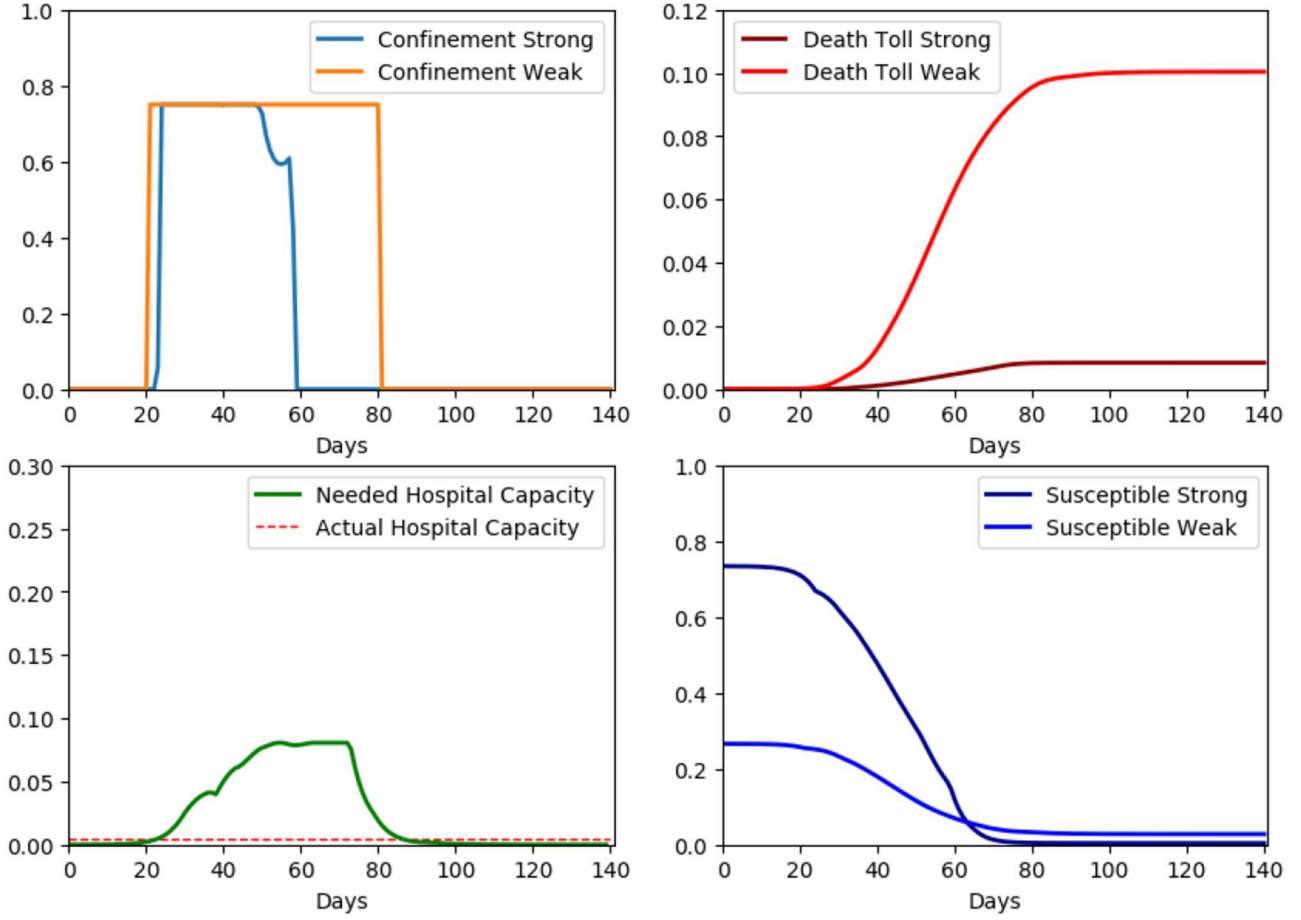 1.0
0.8
0.6
0.4
0.2
0.0
Confinement Strong
Confinement Weak
0 20 40 60 80 100 120 140
Days
0.12
0.10
0.08
0.06
0.04
0.02
0.00
Death Toll Strong
Death Toll Weak
0 20 40 60 80 100 120 140
Days
0.30
0.25
0.20
0.15
0.10
0.05
0.00
Needed Hospital Capacity
Actual Hospital Capacity
0 20 40 60 80 100 120 140
Days
1.0
0.8
0.6
0.4
0.2
0.0
Susceptible Strong
Susceptible Weak
0 20 40 60 80 100 120 140
Days